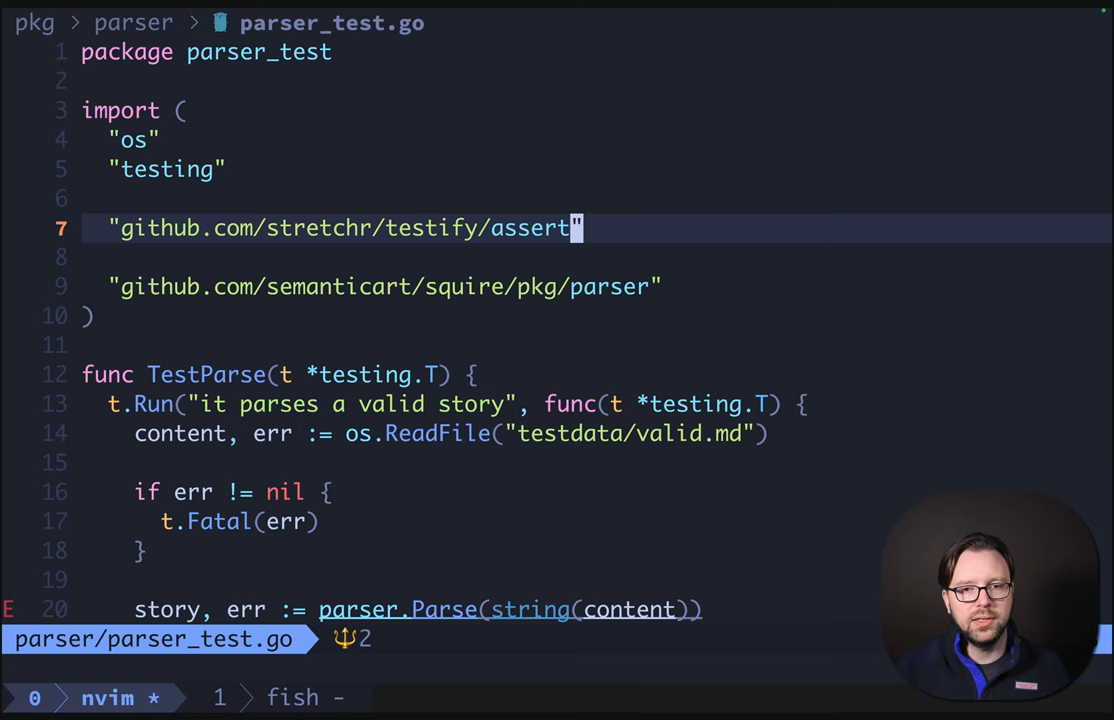 pkg > parser > parser_test.go
1 package parser_test
2
3 import (
4 "os"
5 "testing"
6
7 "github.com/stretchr/testify/assert"
8
9 "github.com/semanticart/squire/pkg/parser"
10 )
11
12 func TestParse(t *testing.T) {
13 t.Run("it parses a valid story", func(t *testing.T) {
14 content, err := os.ReadFile("testdata/valid.md")
15
16 if err != nil {
17 t.Fatal(err)
18 }
19
E 20 story, err := parser.Parse(string(content))
parser/parser_test.go 🔱2
0 nvim * 1 fish -